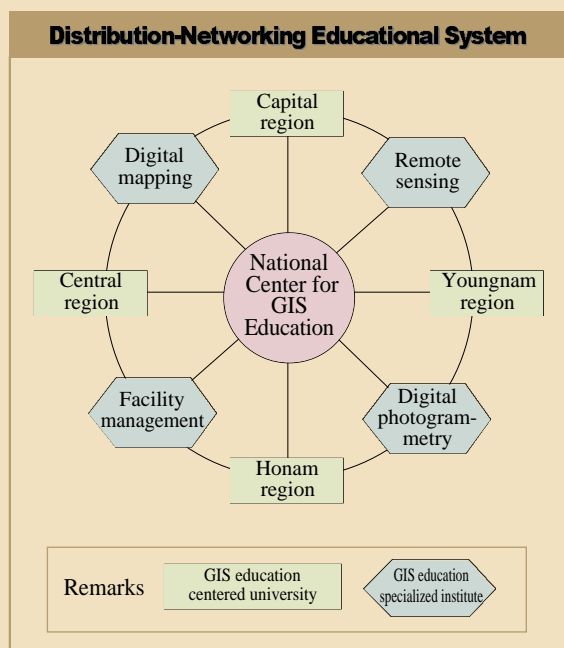 Distribution-Networking Educational System
Capital
region
Digital
mapping
Remote
sensing
National
Center for
GIS
Education
Central
region
Youngnam
region
Facility
management
Digital
photogram-
metry
Honam
region
Remarks
GIS education
centered university
GIS education
specialized institute